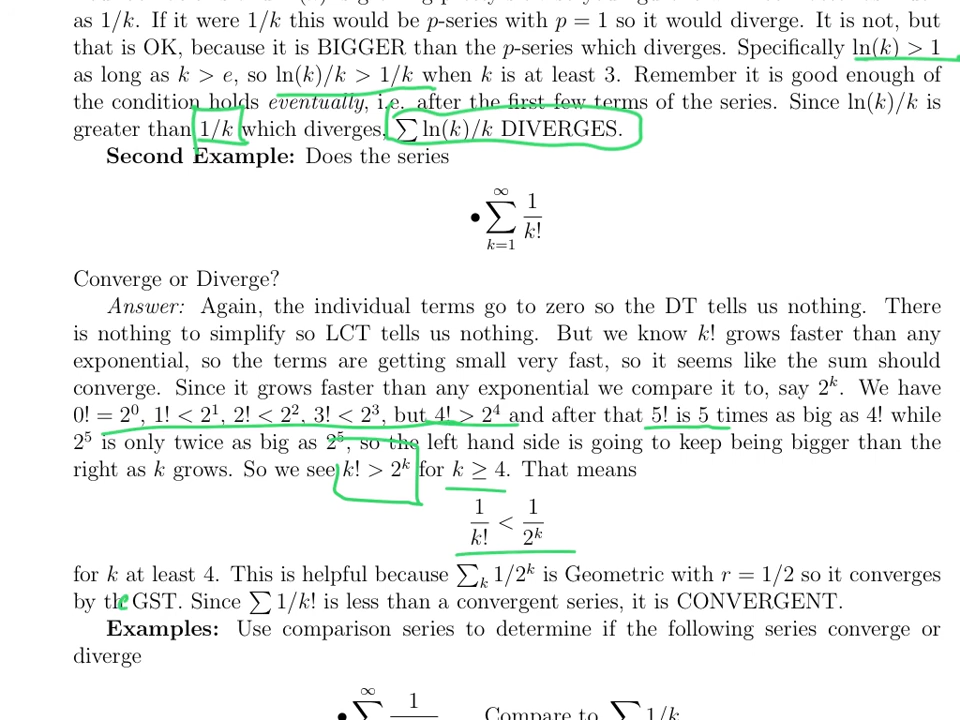 as 1/k. If it were 1/k this would be p-series with p = 1 so it would diverge. It is not, but
that is OK, because it is BIGGER than the p-series which diverges. Specifically ln(k) > 1
as long as k > e, so ln(k)/k > 1/k when k is at least 3. Remember it is good enough of
the condition holds eventually, i.e. after the first few terms of the series. Since ln(k)/k is
greater than 1/k which diverges, ∑ ln(k)/k DIVERGES.
Second Example: Does the series
• ∑_{k=1}^{∞} 1/k!
Converge or Diverge?
Answer: Again, the individual terms go to zero so the DT tells us nothing. There
is nothing to simplify so LCT tells us nothing. But we know k! grows faster than any
exponential, so the terms are getting small very fast, so it seems like the sum should
converge. Since it grows faster than any exponential we compare it to, say 2^k. We have
0! = 2^0, 1! < 2^1, 2! < 2^2, 3! < 2^3, but 4! > 2^4 and after that 5! is 5 times as big as 4! while
2^5 is only twice as big as 2^5, so the left hand side is going to keep being bigger than the
right as k grows. So we see k! > 2^k for k ≥ 4. That means
1/k! < 1/2^k
for k at least 4. This is helpful because ∑_k 1/2^k is Geometric with r = 1/2 so it converges
by the GST. Since ∑ 1/k! is less than a convergent series, it is CONVERGENT.
Examples: Use comparison series to determine if the following series converge or
diverge
• ∑^{∞} 1 Compare to ∑ 1/k